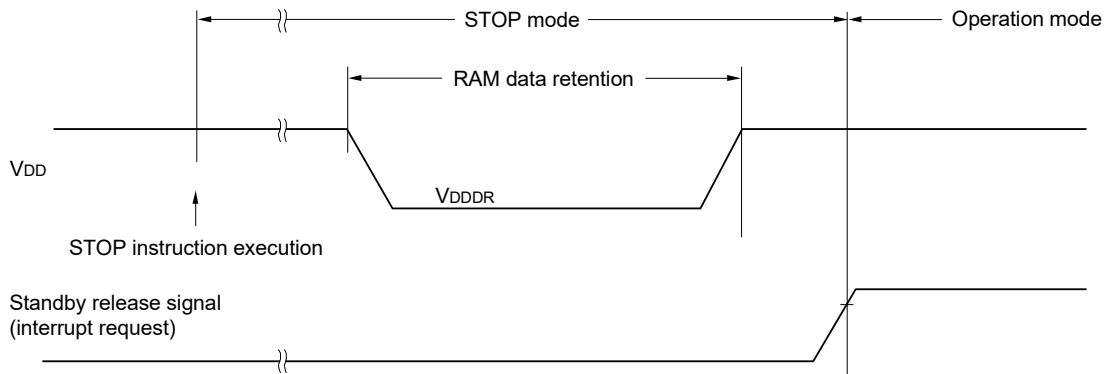 STOP mode
Operation mode
RAM data retention
VDD
VDDDR
STOP instruction execution
Standby release signal
(interrupt request)